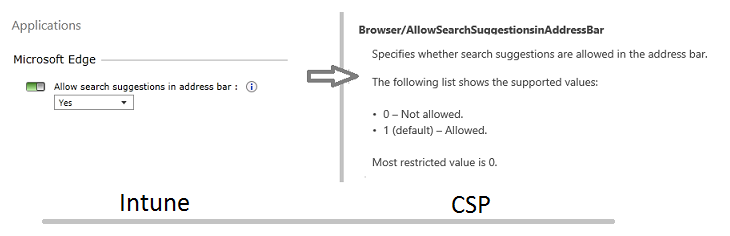 Applications
Microsoft Edge
Allow search suggestions in address bar :
Yes
Browser/AllowSearchSuggestionsinAddressBar
Specifies whether search suggestions are allowed in the address bar.
The following list shows the supported values:
• 0 – Not allowed.
• 1 (default) – Allowed.
Most restricted value is 0.
Intune
CSP